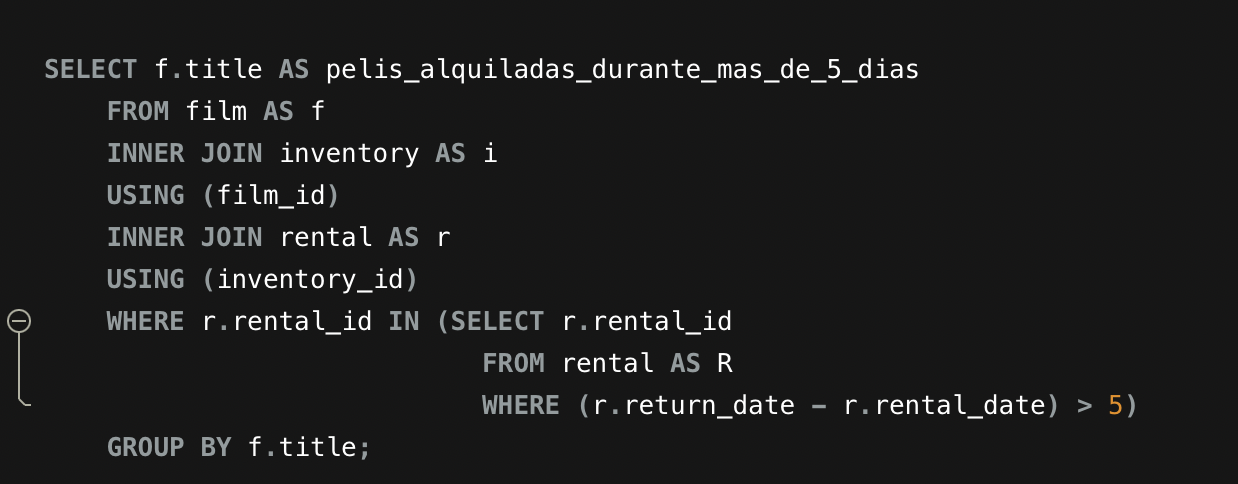 SELECT f.title AS pelis_alquiladas_durante_mas_de_5_dias
FROM film AS f
INNER JOIN inventory AS i
USING (film_id)
INNER JOIN rental AS r
USING (inventory_id)
WHERE r.rental_id IN (SELECT r.rental_id
FROM rental AS R
WHERE (r.return_date - r.rental_date) > 5)
GROUP BY f.title;